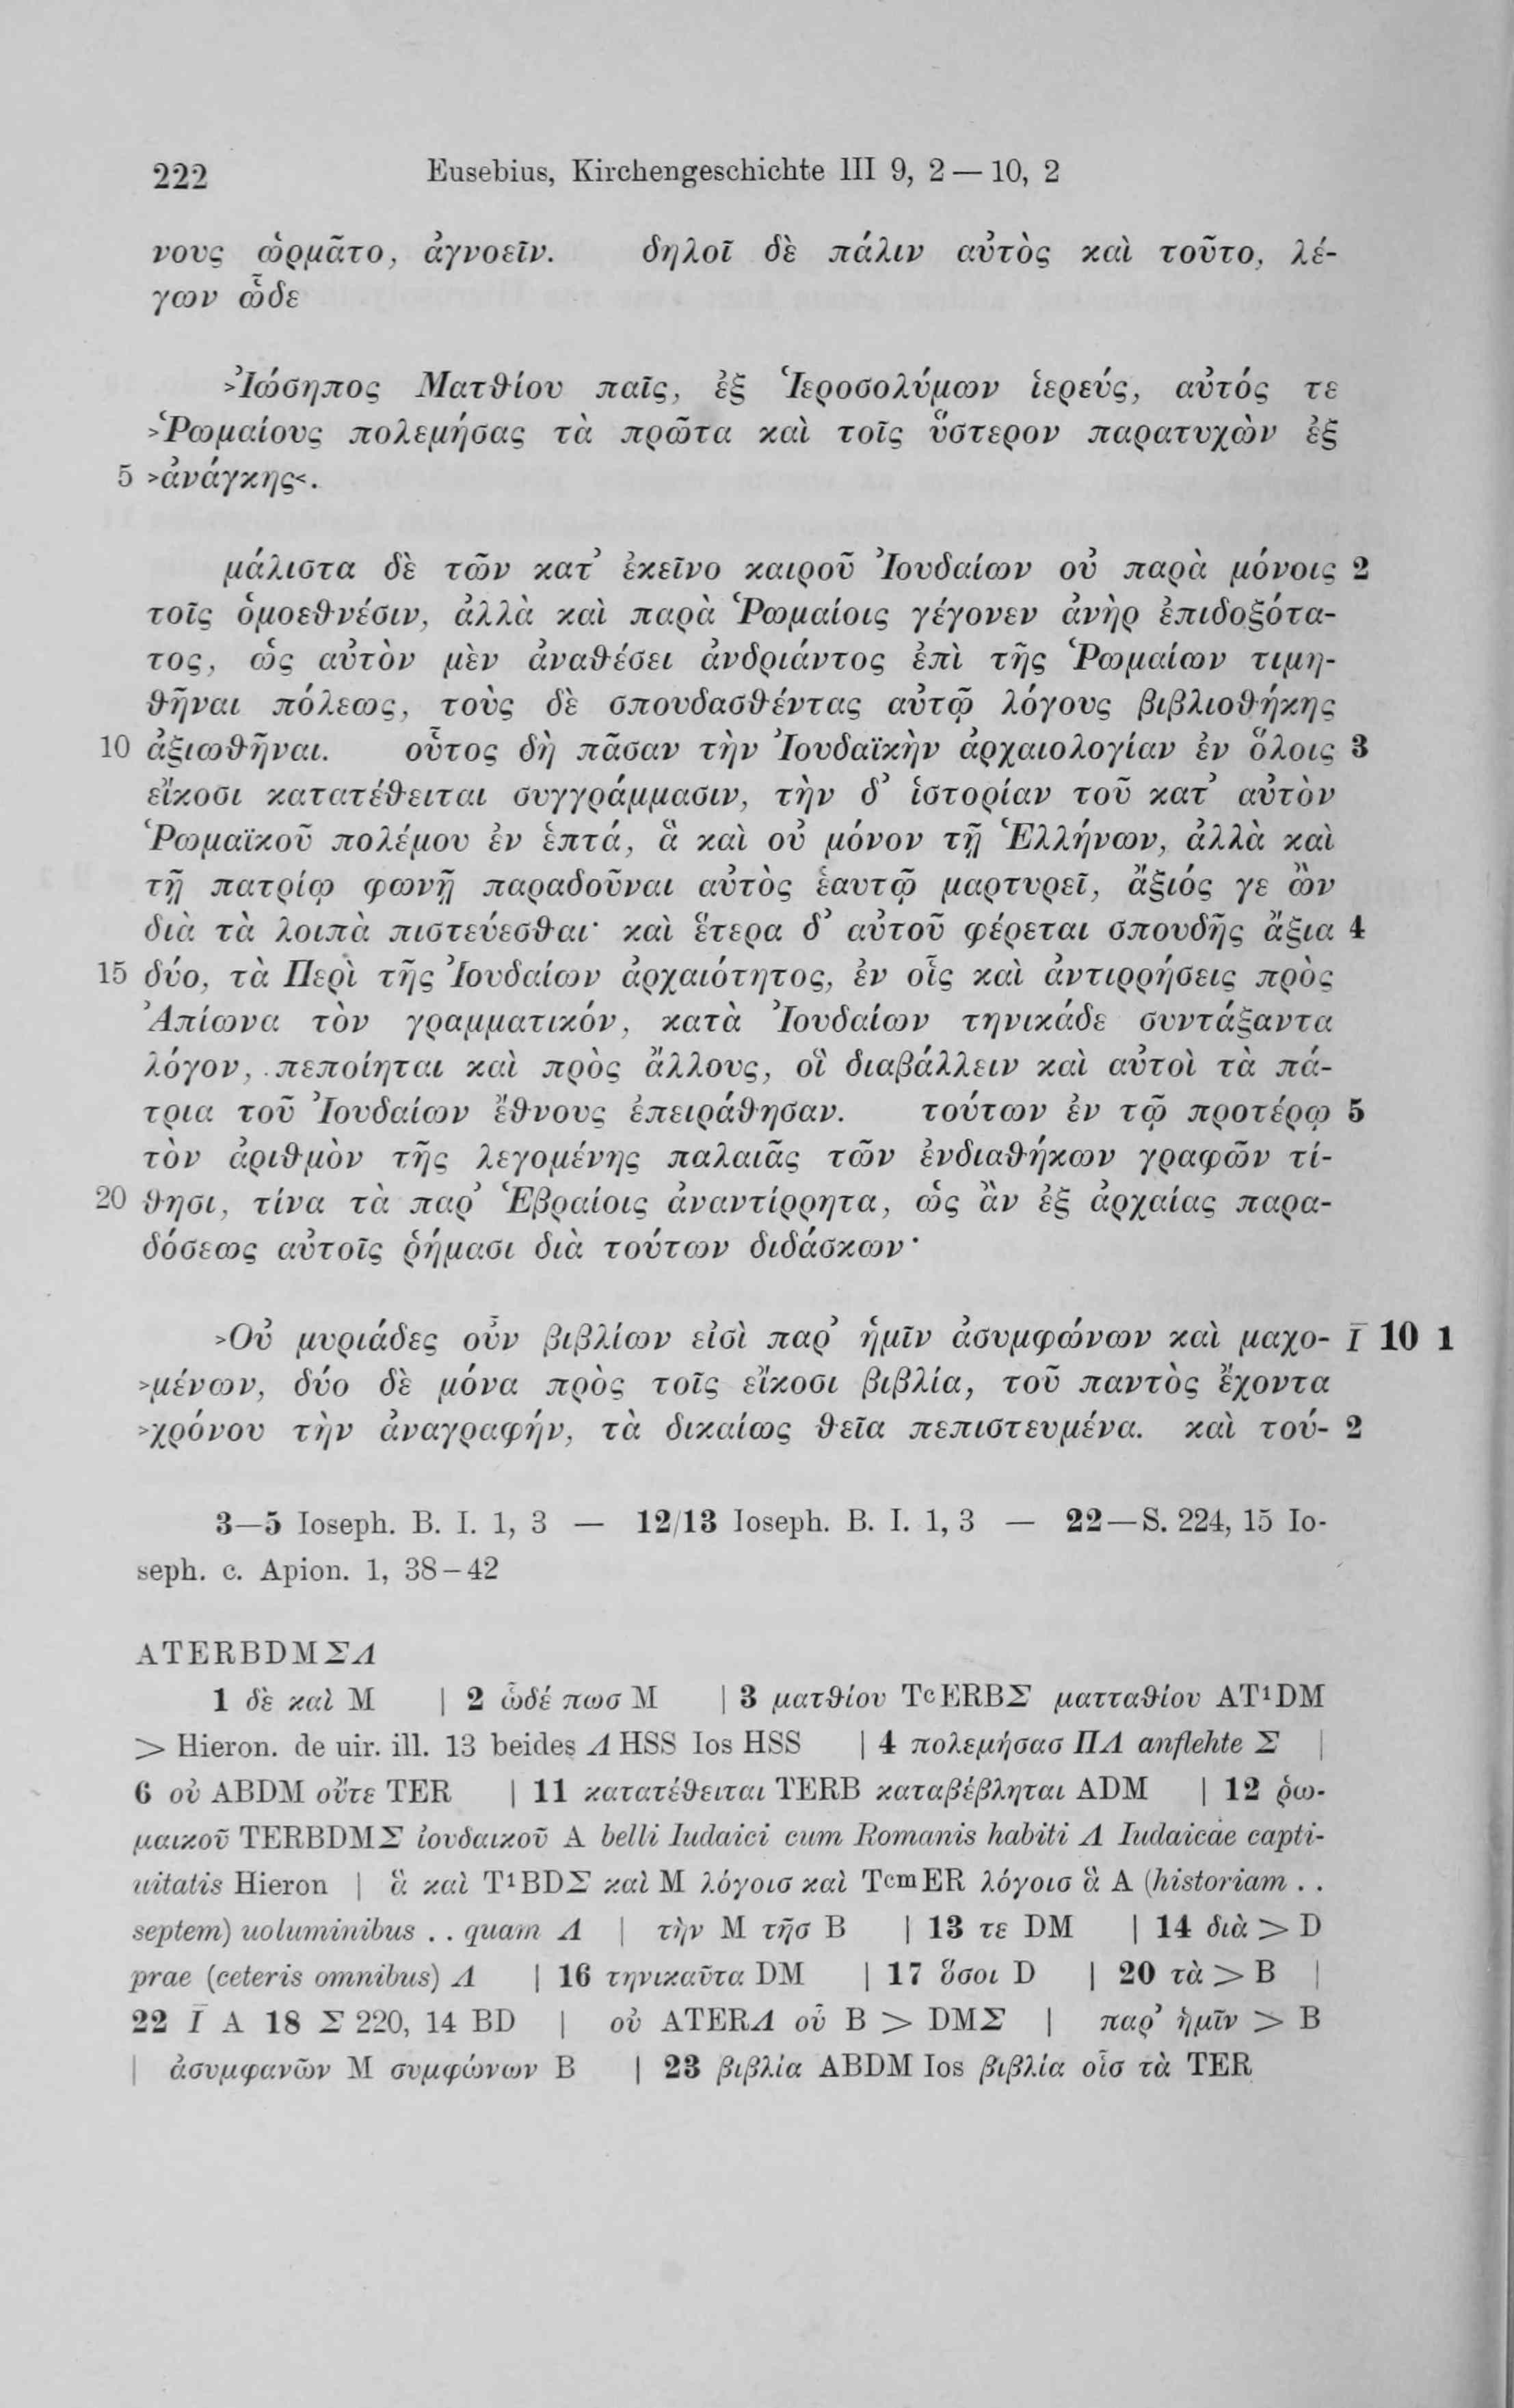 222 Eusebius, Kirchengeschichte III 9, 2 — 10, 2
νους ὡρμᾶτο, ἀγνοεῖν. δηλοῖ δὲ πάλιν αὐτὸς καὶ τοῦτο, λέ-
γων ὧδε
>Ἰώσηπος Ματθίου παῖς, ἐξ Ἱεροσολύμων ἱερεύς, αὐτός τε
>Ῥωμαίους πολεμήσας τὰ πρῶτα καὶ τοῖς ὕστερον παρατυχὼν ἐξ
5 >ἀνάγκης<.
μάλιστα δὲ τῶν κατ᾽ ἐκεῖνο καιροῦ Ἰουδαίων οὐ παρὰ μόνοις 2
τοῖς ὁμοεθνέσιν, ἀλλὰ καὶ παρὰ Ῥωμαίοις γέγονεν ἀνὴρ ἐπιδοξότα-
τος, ὡς αὐτὸν μὲν ἀναθέσει ἀνδριάντος ἐπὶ τῆς Ῥωμαίων τιμη-
θῆναι πόλεως, τοὺς δὲ σπουδασθέντας αὐτῷ λόγους βιβλιοθήκης
10 ἀξιωθῆναι. οὗτος δὴ πᾶσαν τὴν Ἰουδαϊκὴν ἀρχαιολογίαν ἐν ὅλοις 3
εἴκοσι κατατέθειται συγγράμμασιν, τὴν δ᾽ ἱστορίαν τοῦ κατ᾽ αὐτὸν
Ῥωμαϊκοῦ πολέμου ἐν ἑπτά, ἃ καὶ οὐ μόνον τῇ Ἑλλήνων, ἀλλὰ καὶ
τῇ πατρίῳ φωνῇ παραδοῦναι αὐτὸς ἑαυτῷ μαρτυρεῖ, ἄξιός γε ὢν
διὰ τὰ λοιπὰ πιστεύεσθαι· καὶ ἕτερα δ᾽ αὐτοῦ φέρεται σπουδῆς ἄξια 4
15 δύο, τὰ Περὶ τῆς Ἰουδαίων ἀρχαιότητος, ἐν οἷς καὶ ἀντιρρήσεις πρὸς
Ἀπίωνα τὸν γραμματικόν, κατὰ Ἰουδαίων τηνικάδε συντάξαντα
λόγον, πεποίηται καὶ πρὸς ἄλλους, οἳ διαβάλλειν καὶ αὐτοὶ τὰ πά-
τρια τοῦ Ἰουδαίων ἔθνους ἐπειράθησαν. τούτων ἐν τῷ προτέρῳ 5
τὸν ἀριθμὸν τῆς λεγομένης παλαιᾶς τῶν ἐνδιαθήκων γραφῶν τί-
20 θησι, τίνα τὰ παρ᾽ Ἑβραίοις ἀναντίρρητα, ὡς ἂν ἐξ ἀρχαίας παρα-
δόσεως αὐτοῖς ῥήμασι διὰ τούτων διδάσκων·
>Οὐ μυριάδες οὖν βιβλίων εἰσὶ παρ᾽ ἡμῖν ἀσυμφώνων καὶ μαχο- Ῑ 10 1
>μένων, δύο δὲ μόνα πρὸς τοῖς εἴκοσι βιβλία, τοῦ παντὸς ἔχοντα
>χρόνου τὴν ἀναγραφήν, τὰ δικαίως θεῖα πεπιστευμένα. καὶ τού- 2
3—5 Ioseph. B. I. 1, 3 — 12/13 Ioseph. B. I. 1, 3 — 22—S. 224, 15 Io-
seph. c. Apion. 1, 38–42
ATERBDMΣΛ
1 δὲ καὶ M | 2 ὧδέ πωσ M | 3 ματθίου TᶜERBΣ ματταθίου AT¹DM
> Hieron. de uir. ill. 13 beides Λ HSS Ios HSS | 4 πολεμήσασ ΠΛ anflehte Σ |
6 οὐ ABDM οὔτε TER | 11 κατατέθειται TERB καταβέβληται ADM | 12 ῥω-
μαικοῦ TERBDMΣ ἰουδαικοῦ A belli Iudaici cum Romanis habiti Λ Iudaicae capti-
uitatis Hieron | ἃ καὶ T¹BDΣ καὶ M λόγοισ καὶ TᶜᵐER λόγοισ ἃ A (historiam . .
septem) uoluminibus . . quam Λ | τὴν M τῆσ B | 13 τε DM | 14 διὰ > D
prae (ceteris omnibus) Λ | 16 τηνικαῦτα DM | 17 ὅσοι D | 20 τὰ > B |
22 Ῑ A 18 Σ 220, 14 BD | οὐ ATERΛ οὗ B > DMΣ | παρ᾽ ἡμῖν > B
| ἀσυμφανῶν M συμφώνων B | 23 βιβλία ABDM Ios βιβλία οἷσ τὰ TER